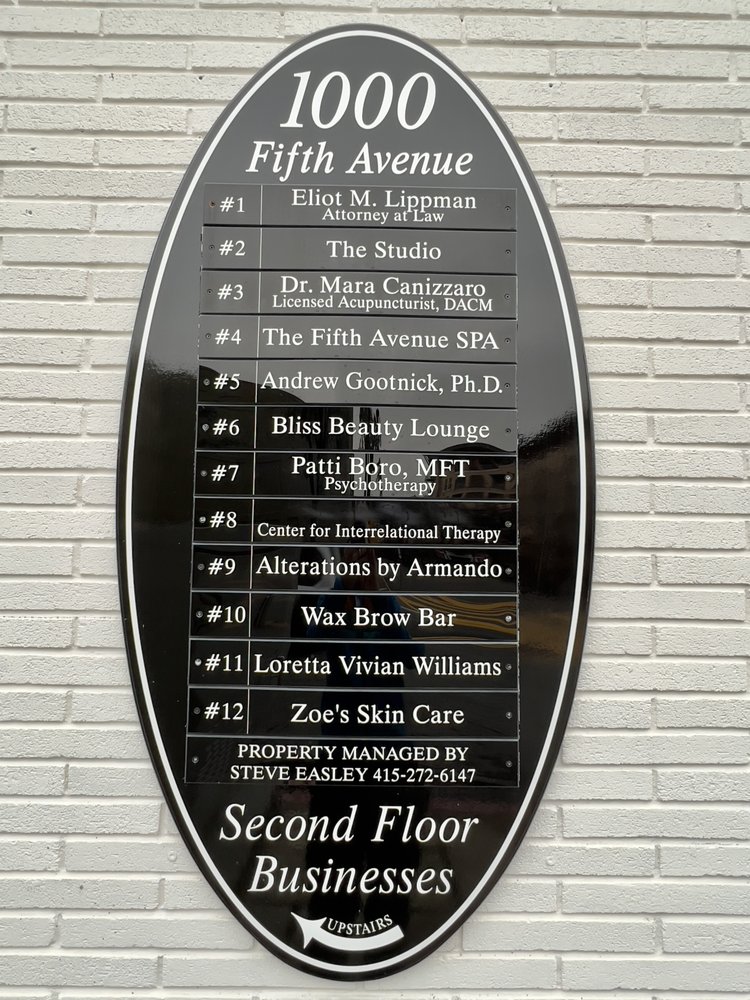 1000
Fifth Avenue
#1 Eliot M. Lippman
Attorney at Law
#2 The Studio
#3 Dr. Mara Canizzaro
Licensed Acupuncturist, DACM
#4 The Fifth Avenue SPA
#5 Andrew Gootnick, Ph.D.
#6 Bliss Beauty Lounge
#7 Patti Boro, MFT
Psychotherapy
#8 Center for Interrelational Therapy
#9 Alterations by Armando
#10 Wax Brow Bar
#11 Loretta Vivian Williams
#12 Zoe's Skin Care
PROPERTY MANAGED BY
STEVE EASLEY 415-272-6147
Second Floor
Businesses
UPSTAIRS